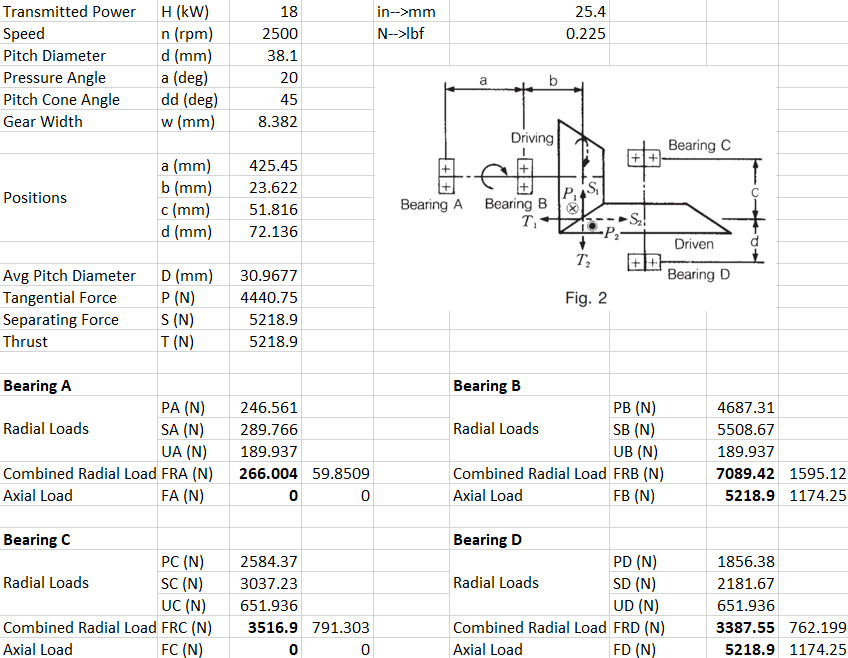 Transmitted Power H (kW) 18 in-->mm 25.4
Speed n (rpm) 2500 N-->lbf 0.225
Pitch Diameter d (mm) 38.1
Pressure Angle a (deg) 20
Pitch Cone Angle dd (deg) 45
Gear Width w (mm) 8.382
Positions
a (mm) 425.45
b (mm) 23.622
c (mm) 51.816
d (mm) 72.136
Avg Pitch Diameter D (mm) 30.9677
Tangential Force P (N) 4440.75
Separating Force S (N) 5218.9
Thrust T (N) 5218.9
a b
Driving
Bearing C
Bearing A Bearing B
P₁ S₁
c
T₁ S₂
P₂
Driven d
T₂
Bearing D
Fig. 2
Bearing A Bearing B
PA (N) 246.561 PB (N) 4687.31
Radial Loads SA (N) 289.766 Radial Loads SB (N) 5508.67
UA (N) 189.937 UB (N) 189.937
Combined Radial Load FRA (N) 266.004 59.8509 Combined Radial Load FRB (N) 7089.42 1595.12
Axial Load FA (N) 0 0 Axial Load FB (N) 5218.9 1174.25
Bearing C Bearing D
PC (N) 2584.37 PD (N) 1856.38
Radial Loads SC (N) 3037.23 Radial Loads SD (N) 2181.67
UC (N) 651.936 UD (N) 651.936
Combined Radial Load FRC (N) 3516.9 791.303 Combined Radial Load FRD (N) 3387.55 762.199
Axial Load FC (N) 0 0 Axial Load FD (N) 5218.9 1174.25